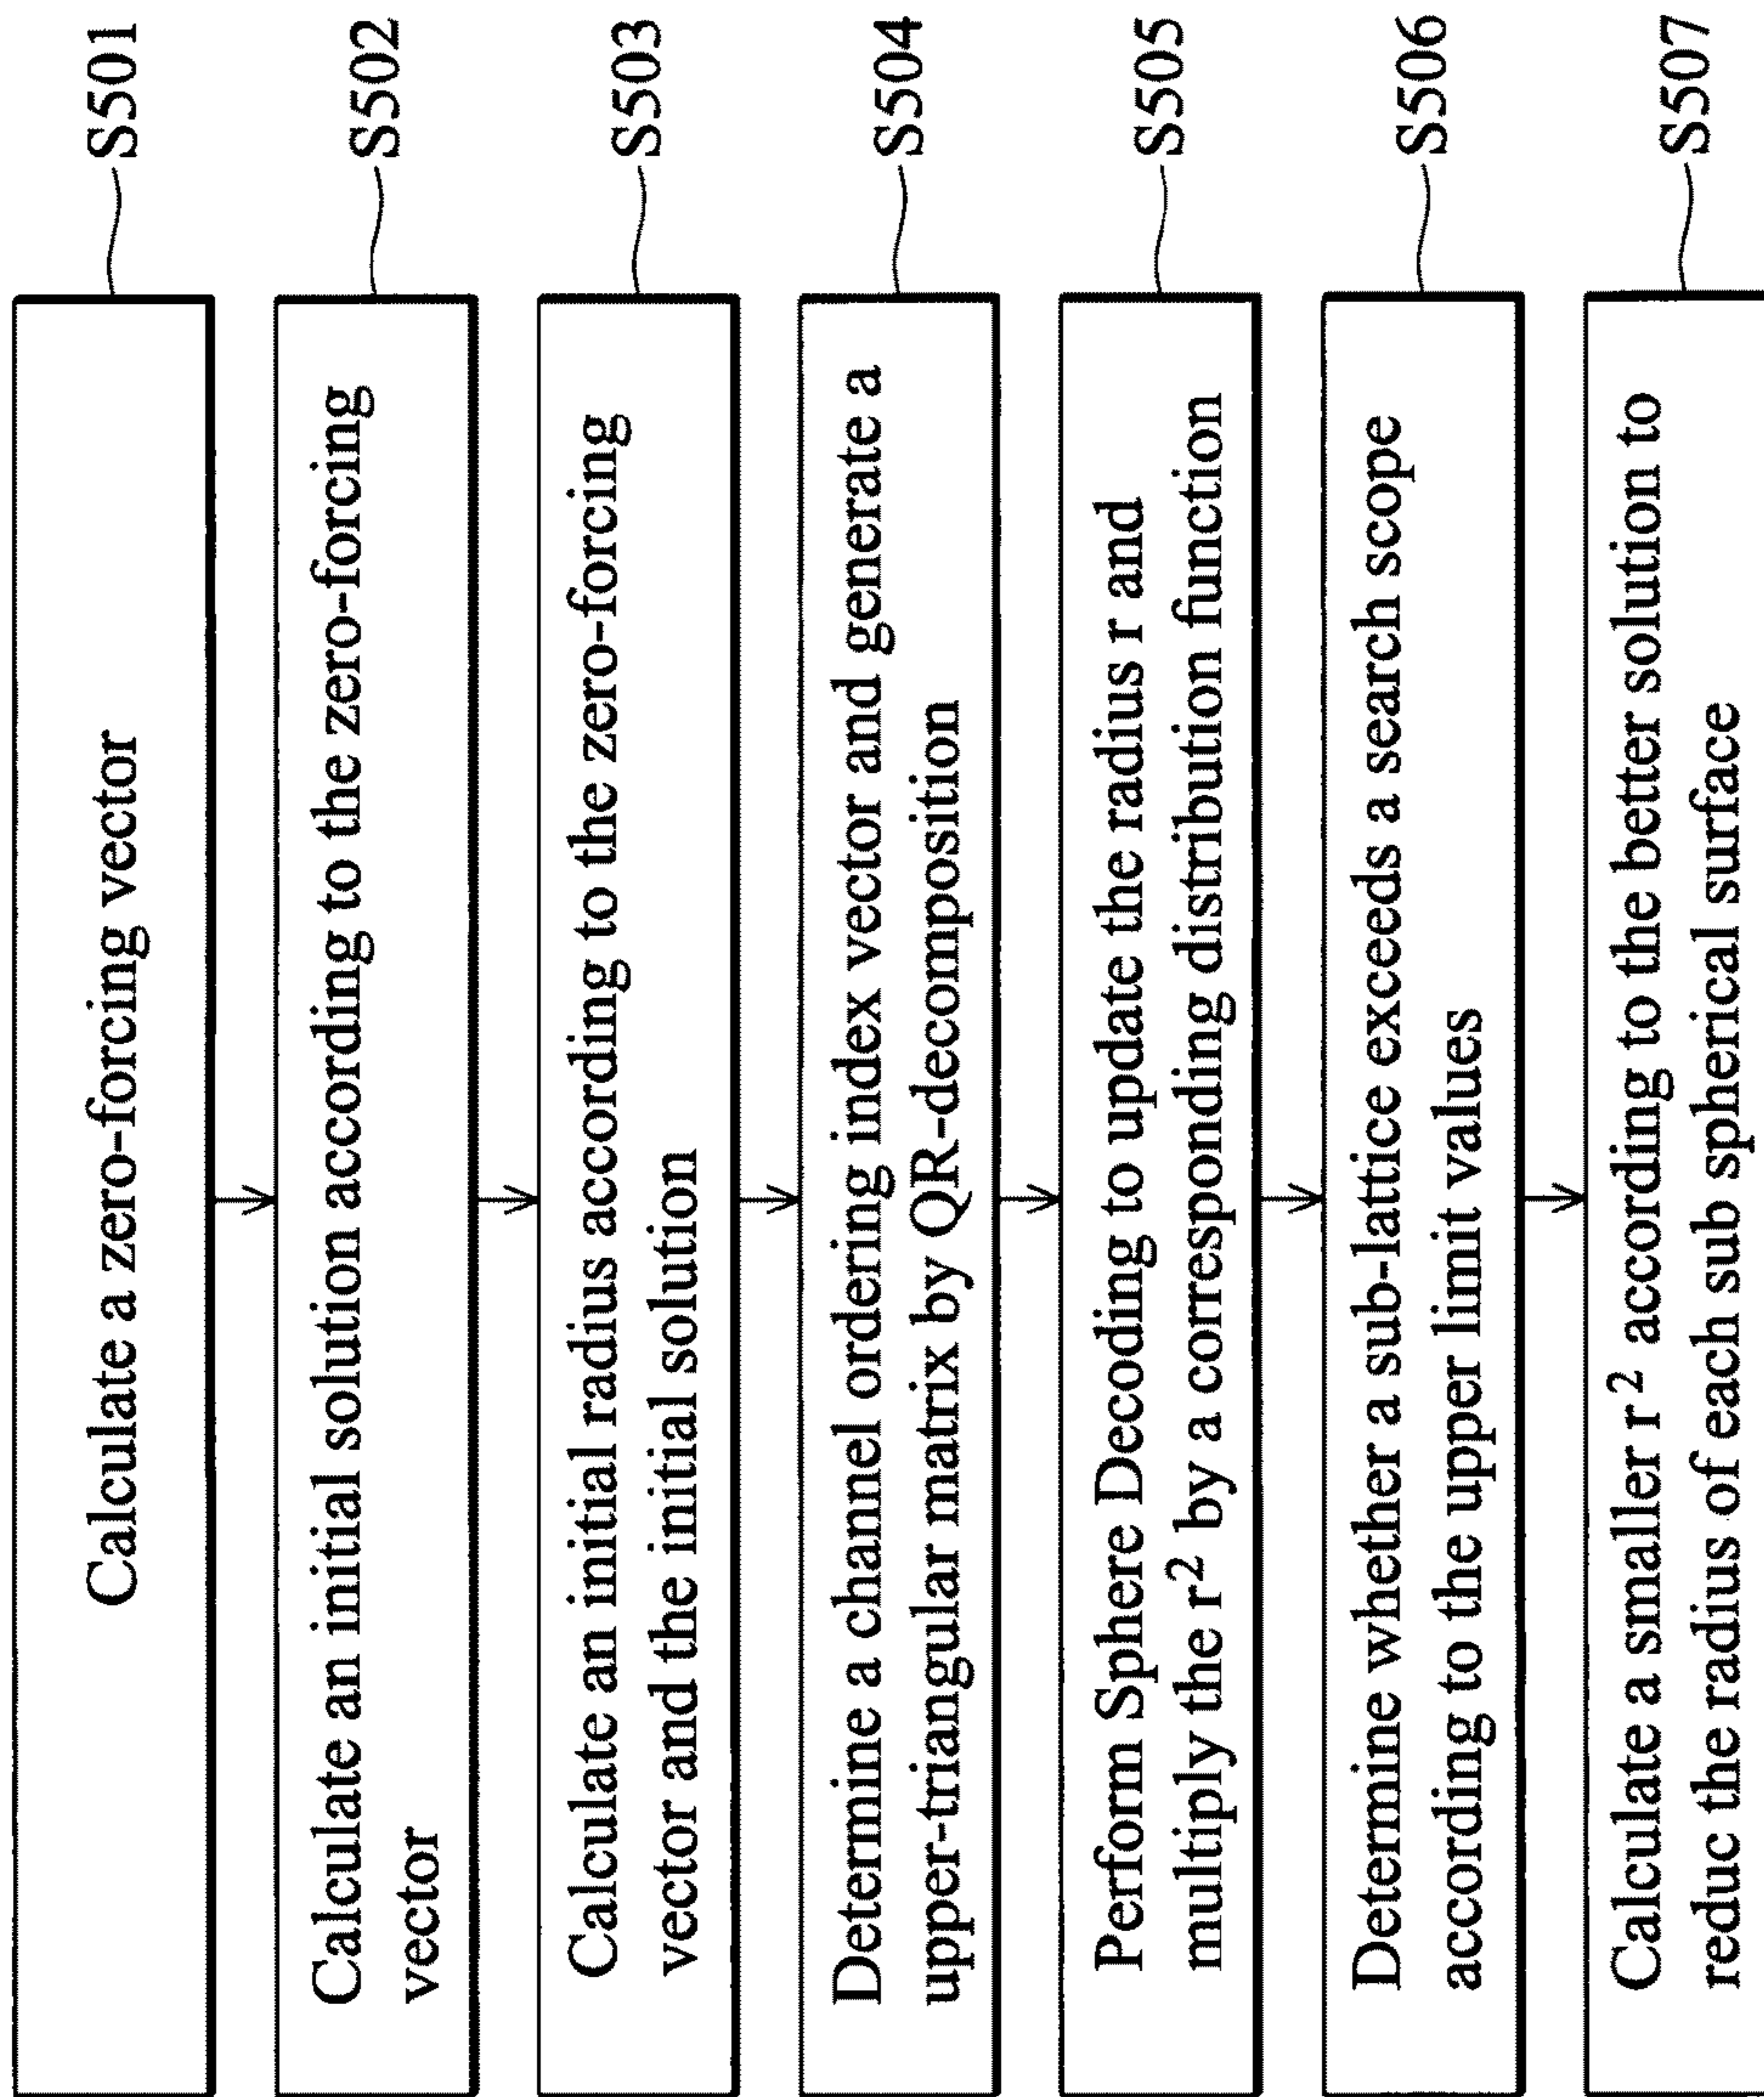 Calculate a zero-forcing vector
S501
Calculate an initial solution according to the zero-forcing
vector
S502
Calculate an initial radius according to the zero-forcing
vector and the initial solution
S503
Determine a channel ordering index vector and generate a
upper-triangular matrix by QR-decomposition
S504
Perform Sphere Decoding to update the radius r and
multiply the r² by a corresponding distribution function
S505
Determine whether a sub-lattice exceeds a search scope
according to the upper limit values
S506
Calculate a smaller r² according to the better solution to
reduc the radius of each sub spherical surface
S507